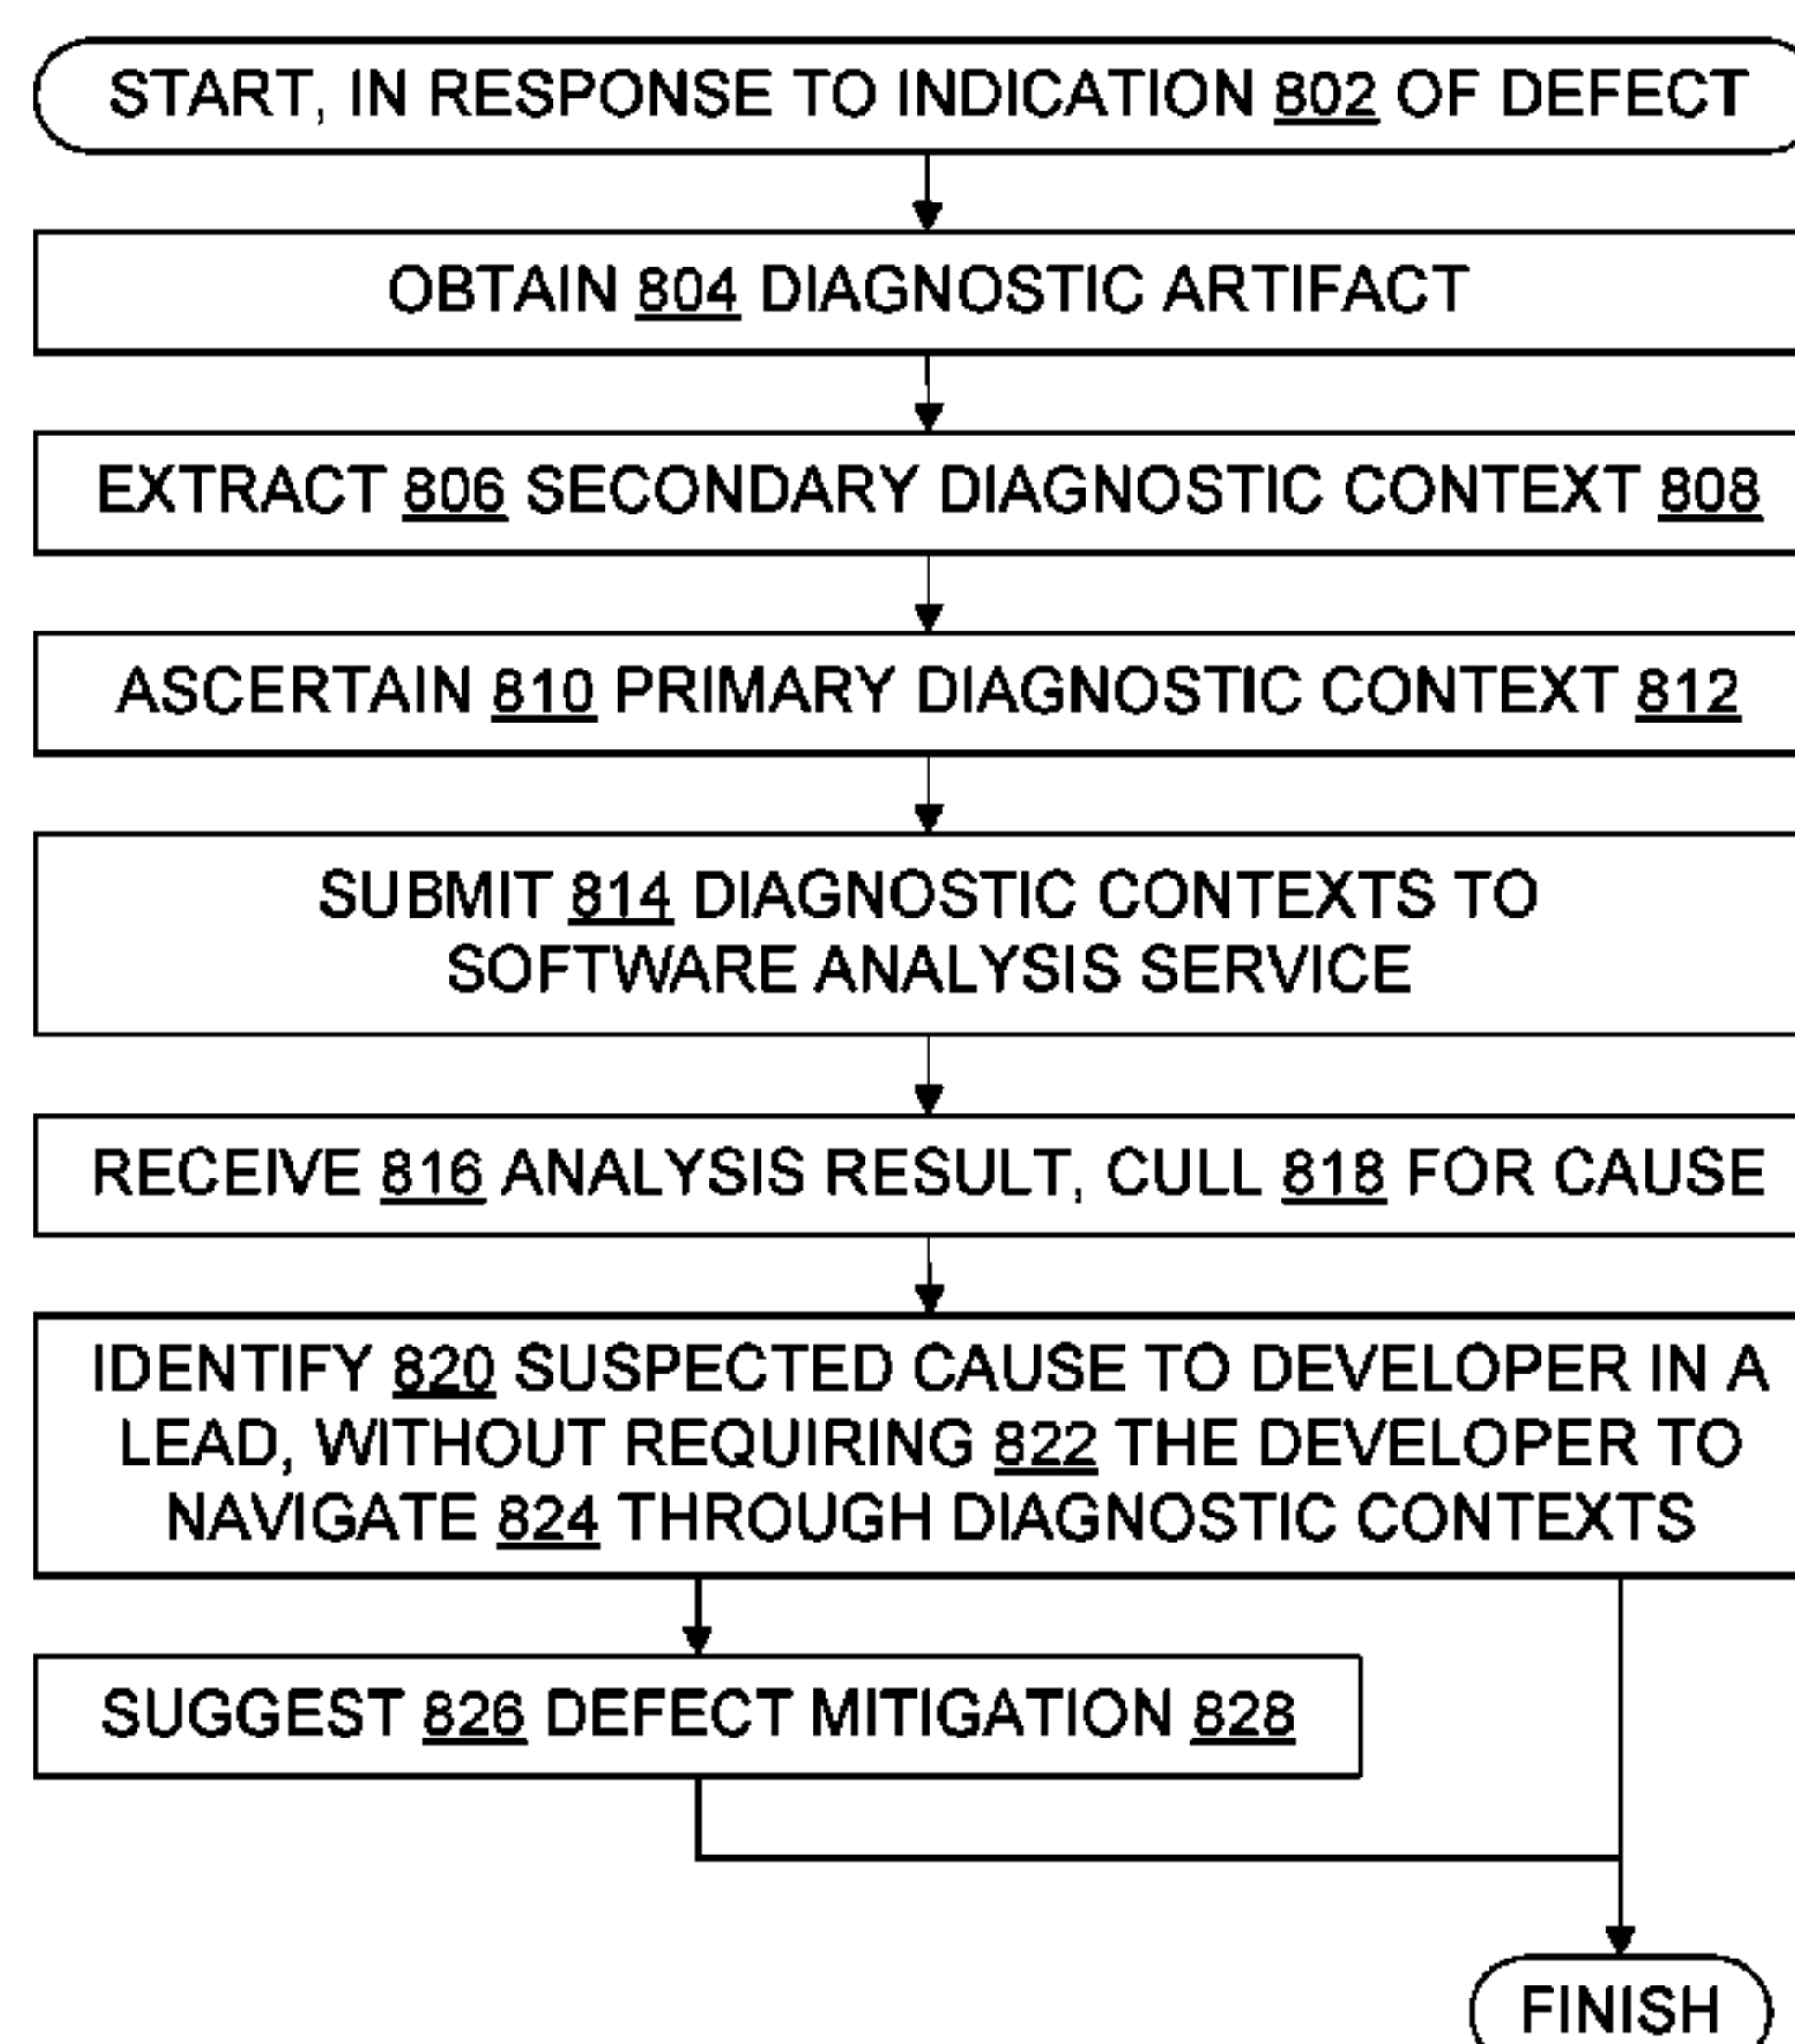 START, IN RESPONSE TO INDICATION 802 OF DEFECT
OBTAIN 804 DIAGNOSTIC ARTIFACT
EXTRACT 806 SECONDARY DIAGNOSTIC CONTEXT 808
ASCERTAIN 810 PRIMARY DIAGNOSTIC CONTEXT 812
SUBMIT 814 DIAGNOSTIC CONTEXTS TO
SOFTWARE ANALYSIS SERVICE
RECEIVE 816 ANALYSIS RESULT, CULL 818 FOR CAUSE
IDENTIFY 820 SUSPECTED CAUSE TO DEVELOPER IN A
LEAD, WITHOUT REQUIRING 822 THE DEVELOPER TO
NAVIGATE 824 THROUGH DIAGNOSTIC CONTEXTS
SUGGEST 826 DEFECT MITIGATION 828
FINISH